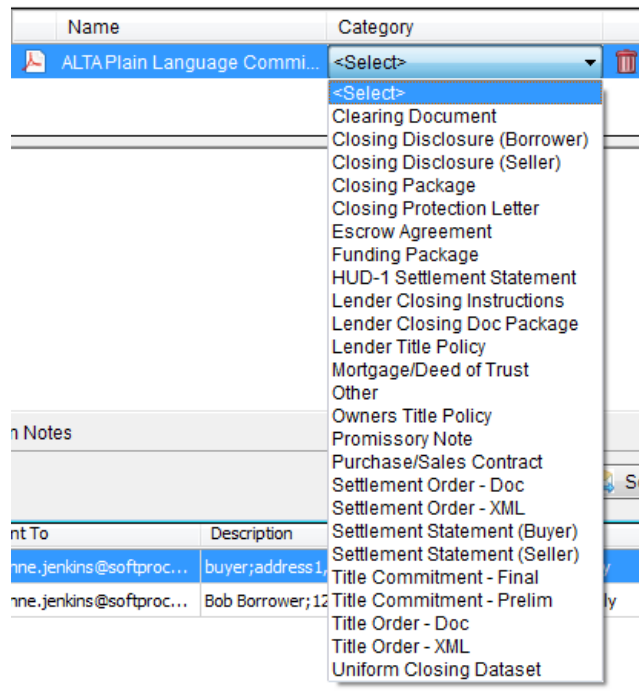 Name Category
ALTA Plain Language Commi... <Select>
<Select>
Clearing Document
Closing Disclosure (Borrower)
Closing Disclosure (Seller)
Closing Package
Closing Protection Letter
Escrow Agreement
Funding Package
HUD-1 Settlement Statement
Lender Closing Instructions
Lender Closing Doc Package
Lender Title Policy
Mortgage/Deed of Trust
Other
Owners Title Policy
Promissory Note
Purchase/Sales Contract
Settlement Order - Doc
Settlement Order - XML
Settlement Statement (Buyer)
Settlement Statement (Seller)
Title Commitment - Final
Title Commitment - Prelim
Title Order - Doc
Title Order - XML
Uniform Closing Dataset
n Notes
S
nt To Description
nne.jenkins@softproc... buyer;address1, y
nne.jenkins@softproc... Bob Borrower;12 ly